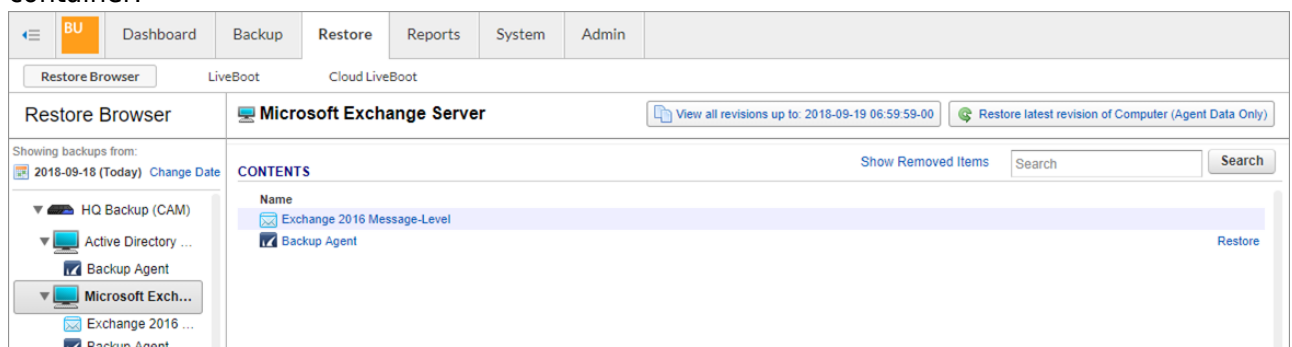 container.
BU Dashboard Backup Restore Reports System Admin
Restore Browser LiveBoot Cloud LiveBoot
Restore Browser
Microsoft Exchange Server View all revisions up to: 2018-09-19 06:59:59-00 Restore latest revision of Computer (Agent Data Only)
Showing backups from:
2018-09-18 (Today) Change Date
HQ Backup (CAM)
Active Directory ...
Backup Agent
Microsoft Exch...
Exchange 2016 ...
Backup Agent
CONTENTS Show Removed Items Search Search
Name
Exchange 2016 Message-Level
Backup Agent Restore